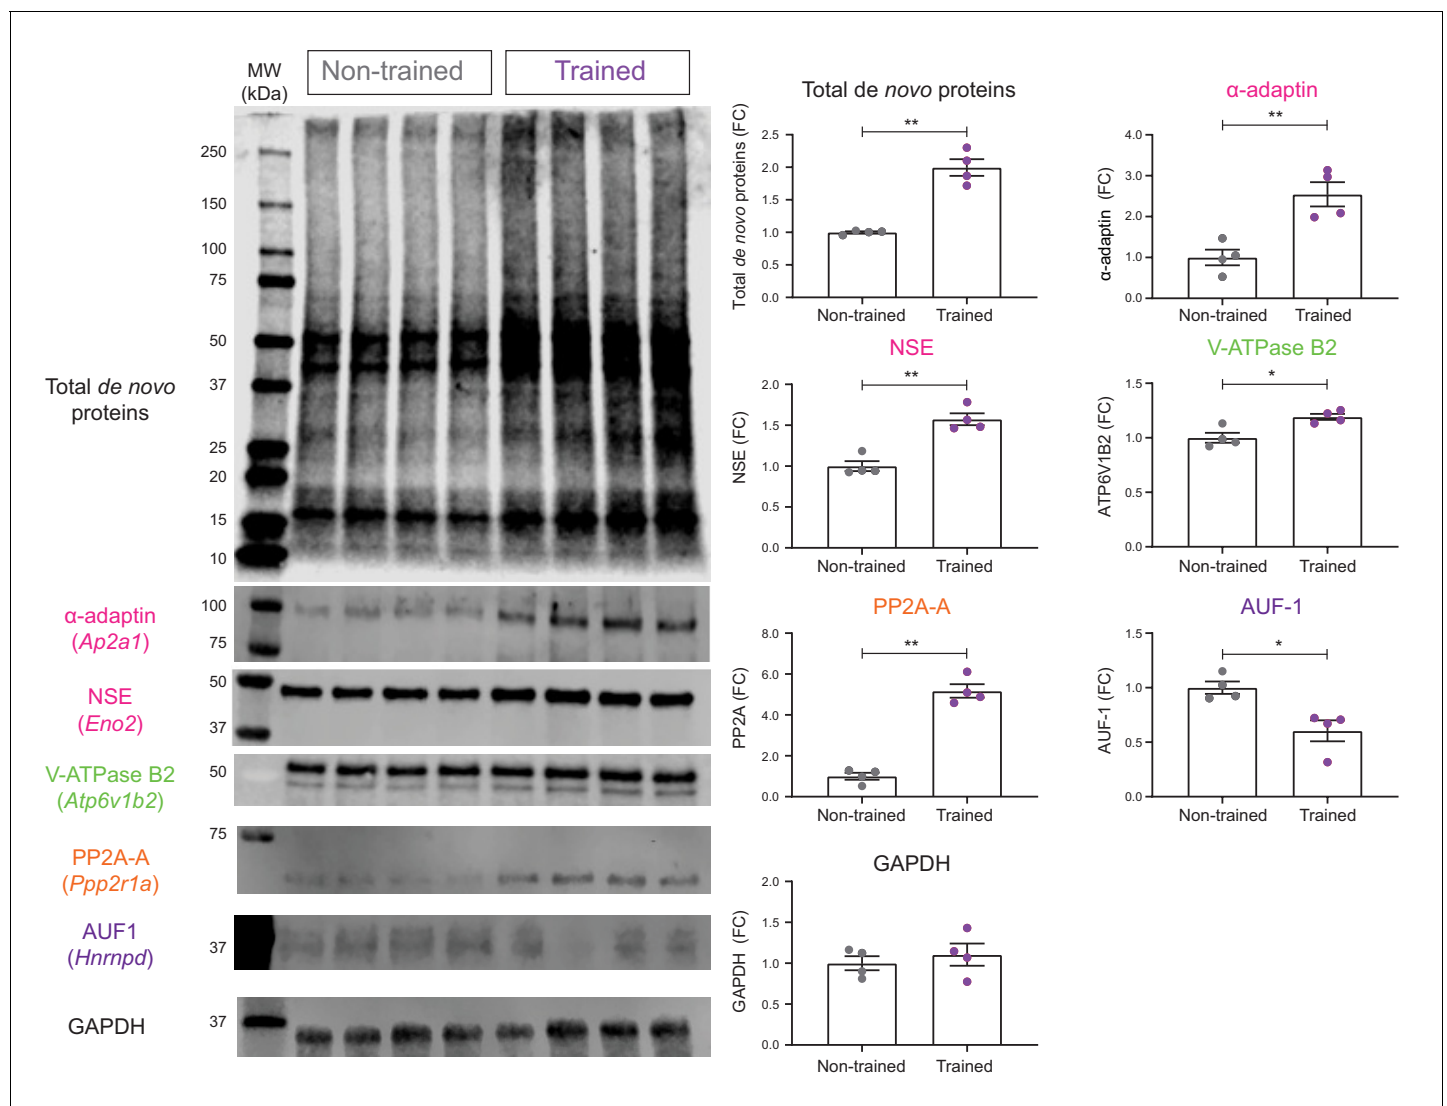 MW
(kDa)
Non-trained
Trained
250
150
100
75
50
37
25
20
15
10
Total de novo
proteins
α-adaptin
(Ap2a1)
100
75
NSE
(Eno2)
50
37
V-ATPase B2
(Atp6v1b2)
50
PP2A-A
(Ppp2r1a)
75
AUF1
(Hnrnpd)
37
GAPDH
37
Total de novo proteins
Total de novo proteins (FC)
2.5
2.0
1.5
1.0
0.5
0.0
**
Non-trained
Trained
α-adaptin
α-adaptin (FC)
4.0
3.0
2.0
1.0
0.0
**
Non-trained
Trained
NSE
NSE (FC)
2.0
1.5
1.0
0.5
0.0
**
Non-trained
Trained
V-ATPase B2
ATP6V1B2 (FC)
1.5
1.0
0.5
0.0
*
Non-trained
Trained
PP2A-A
PP2A (FC)
8.0
6.0
4.0
2.0
0.0
**
Non-trained
Trained
AUF-1
AUF-1 (FC)
1.5
1.0
0.5
0.0
*
Non-trained
Trained
GAPDH
GAPDH (FC)
2.0
1.5
1.0
0.5
0.0
Non-trained
Trained